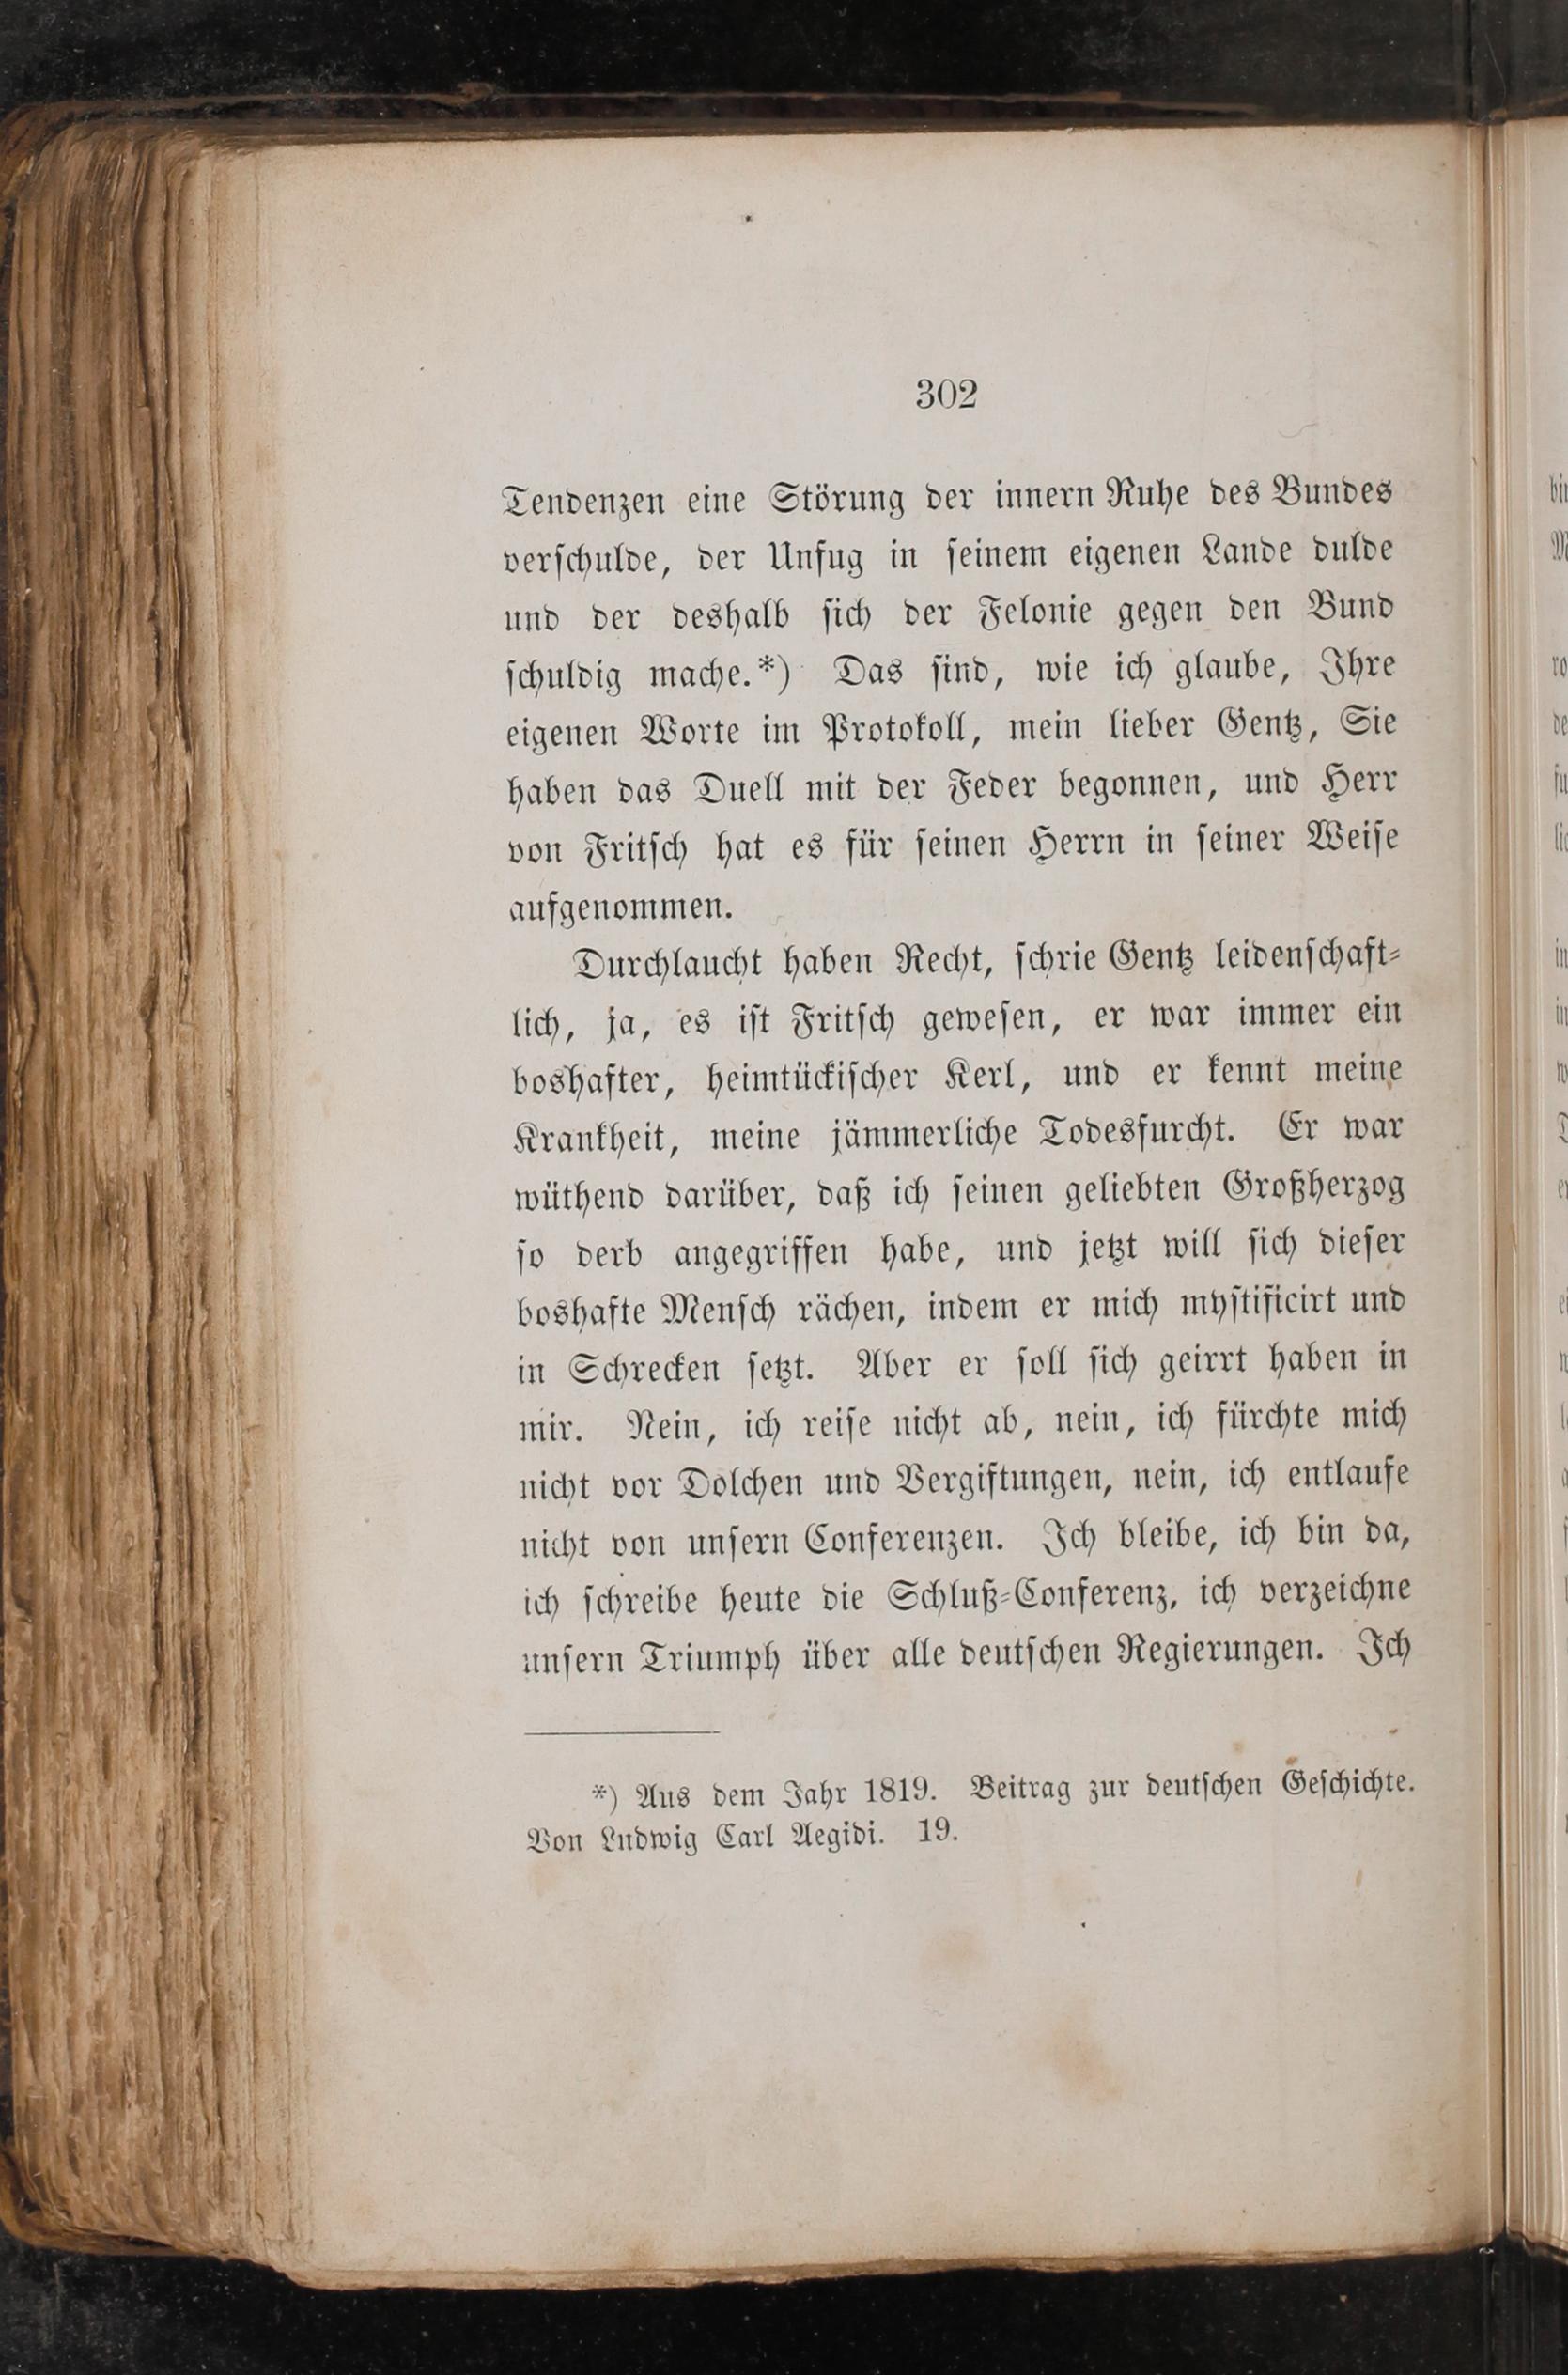 302
Tendenzen eine Störung der innern Ruhe des Bundes
verschulde, der Unfug in seinem eigenen Lande dulde
und der deshalb sich der Felonie gegen den Bund
schuldig mache.*) Das sind, wie ich glaube, Ihre
eigenen Worte im Protokoll, mein lieber Gentz, Sie
haben das Duell mit der Feder begonnen, und Herr
von Fritsch hat es für seinen Herrn in seiner Weise
aufgenommen.
Durchlaucht haben Recht, schrie Gentz leidenschaft-
lich, ja, es ist Fritsch gewesen, er war immer ein
boshafter, heimtückischer Kerl, und er kennt meine
Krankheit, meine jämmerliche Todesfurcht. Er war
wüthend darüber, daß ich seinen geliebten Großherzog
so derb angegriffen habe, und jetzt will sich dieser
boshafte Mensch rächen, indem er mich mystificirt und
in Schrecken setzt. Aber er soll sich geirrt haben in
mir. Nein, ich reise nicht ab, nein, ich fürchte mich
nicht vor Dolchen und Vergiftungen, nein, ich entlaufe
nicht von unsern Conferenzen. Ich bleibe, ich bin da,
ich schreibe heute die Schluß-Conferenz, ich verzeichne
unsern Triumph über alle deutschen Regierungen. Ich
*) Aus dem Jahr 1819. Beitrag zur deutschen Geschichte.
Von Ludwig Carl Aegidi. 19.